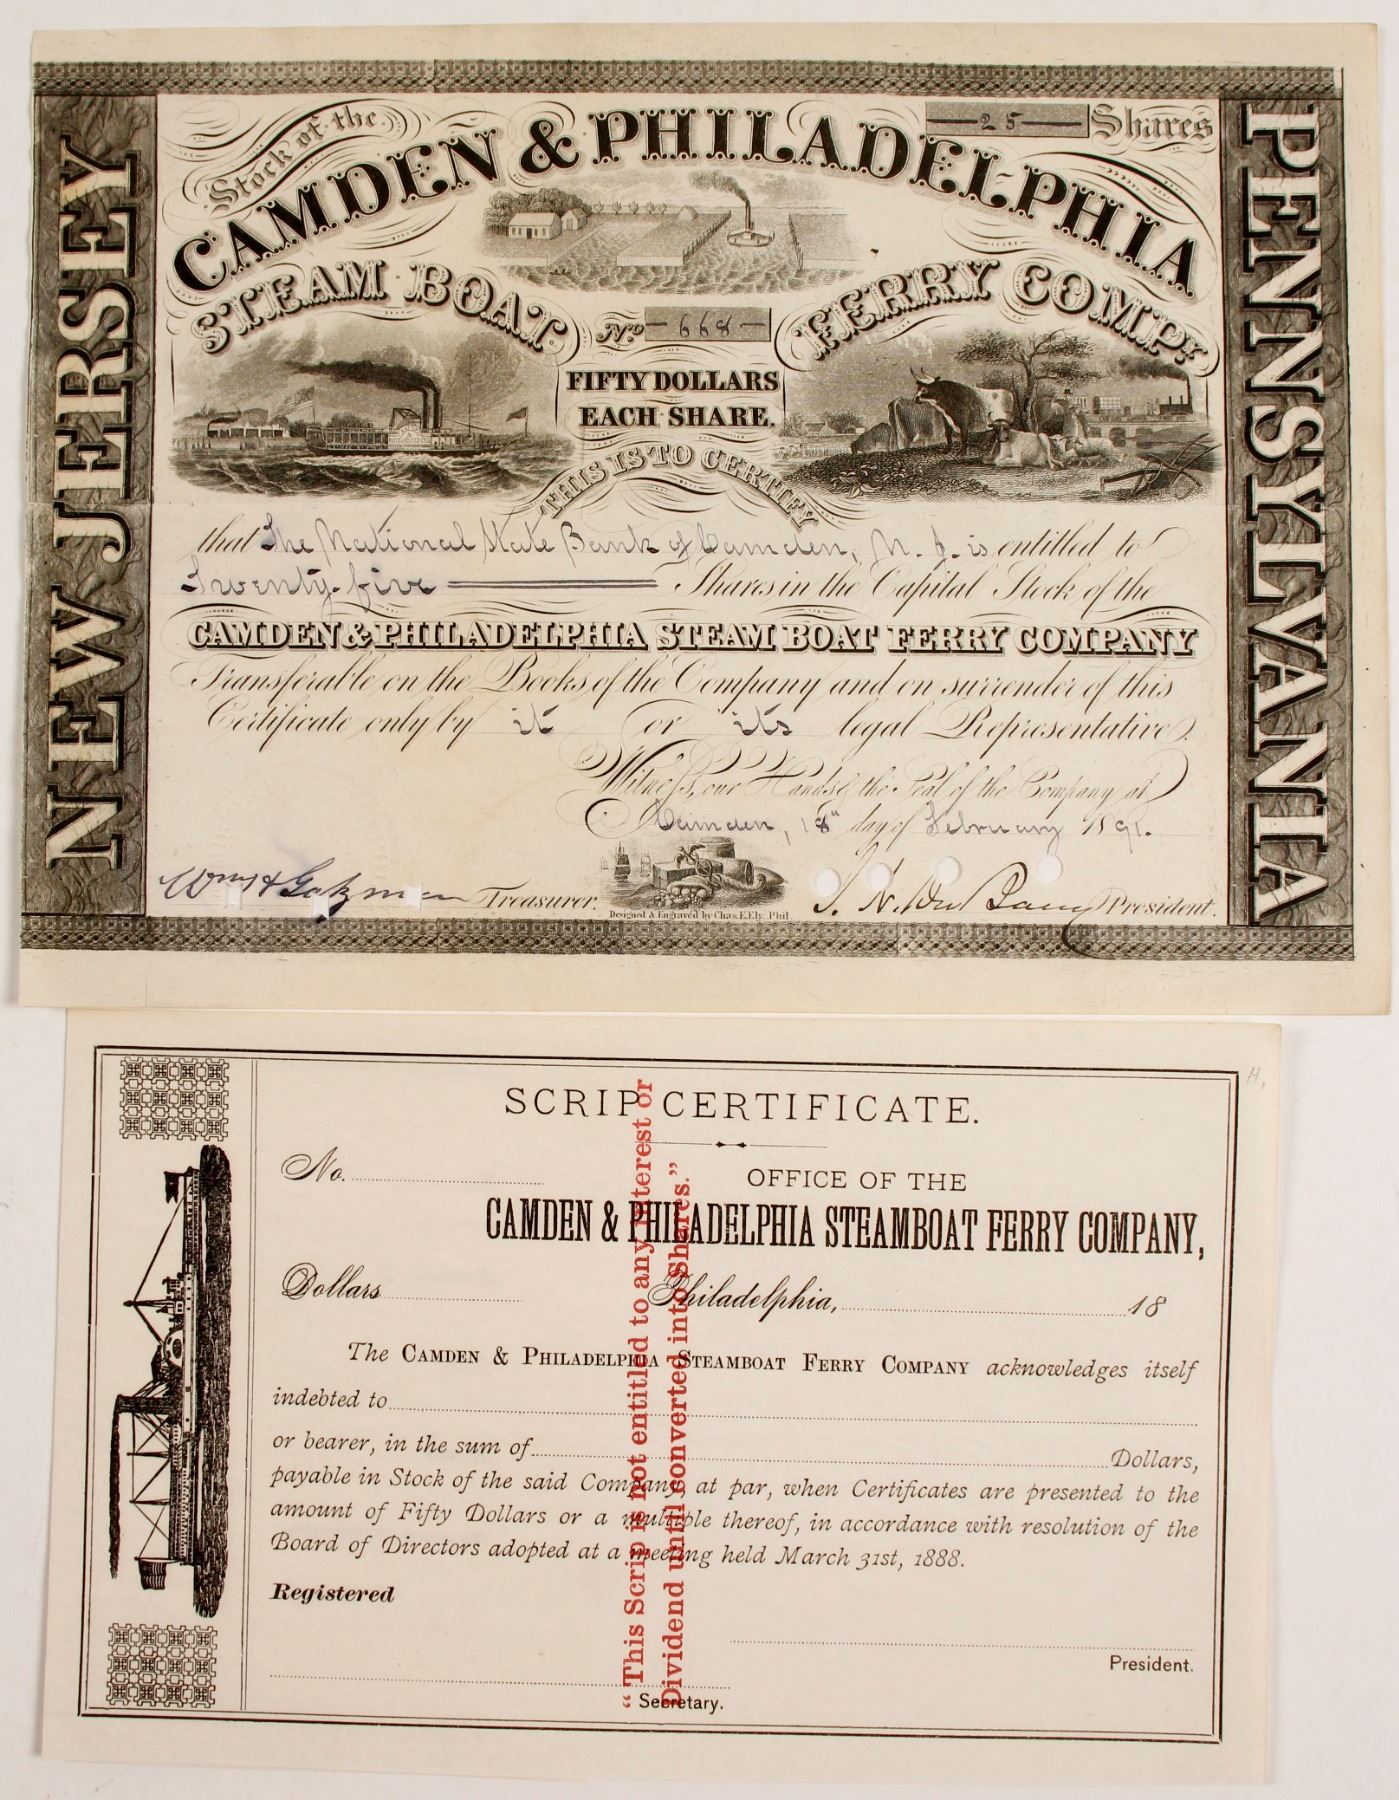 Stock of the
25 Shares
CAMDEN & PHILADELPHIA
STEAM BOAT FERRY COMPY.
NEW JERSEY
PENNSYLVANIA
No. 668
FIFTY DOLLARS
EACH SHARE.
THIS IS TO CERTIFY
that The National State Bank of Camden, N. J. is entitled to
Twenty-five Shares in the Capital Stock of the
CAMDEN & PHILADELPHIA STEAM BOAT FERRY COMPANY
Transferable on the Books of the Company and on surrender of this
Certificate only by it or its legal Representative
Witness, our Hands & the Seal of the Company at
Camden, 18th day of February 1891.
Treasurer. President.
Designed & Engraved by Chas. E. Ely. Phil.
H.
SCRIP CERTIFICATE.
No.
OFFICE OF THE
CAMDEN & PHILADELPHIA STEAMBOAT FERRY COMPANY,
Dollars Philadelphia, 18
The CAMDEN & PHILADELPHIA STEAMBOAT FERRY COMPANY acknowledges itself
indebted to
or bearer, in the sum of Dollars,
payable in Stock of the said Company, at par, when Certificates are presented to the
amount of Fifty Dollars or a multiple thereof, in accordance with resolution of the
Board of Directors adopted at a meeting held March 31st, 1888.
Registered
President.
Secretary.
"This Scrip is not entitled to any interest or
Dividend until converted into Shares."